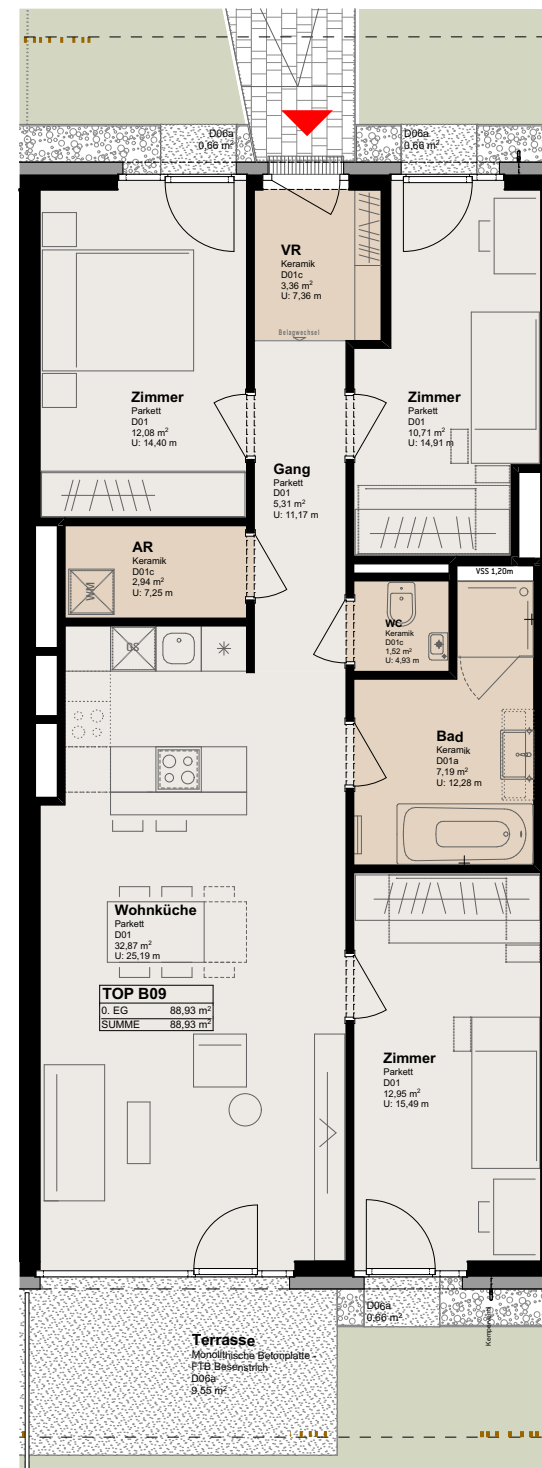 D06a
0,66 m²
D06a
0,66 m²
VR
Keramik
D01c
3,36 m²
U: 7,36 m
Belagwechsel
Zimmer
Parkett
D01
12,08 m²
U: 14,40 m
Zimmer
Parkett
D01
10,71 m²
U: 14,91 m
Gang
Parkett
D01
5,31 m²
U: 11,17 m
AR
Keramik
D01c
2,94 m²
U: 7,25 m
WM
VSS 1,20m
WC
Keramik
D01c
1,52 m²
U: 4,93 m
GS
Bad
Keramik
D01a
7,19 m²
U: 12,28 m
Wohnküche
Parkett
D01
32,87 m²
U: 25,19 m
TOP B09
0. EG 88,93 m²
SUMME 88,93 m²
Zimmer
Parkett
D01
12,95 m²
U: 15,49 m
D06a
0,66 m²
Terrasse
Monolithische Betonplatte -
FTB Besenstrich
D06a
9,55 m²